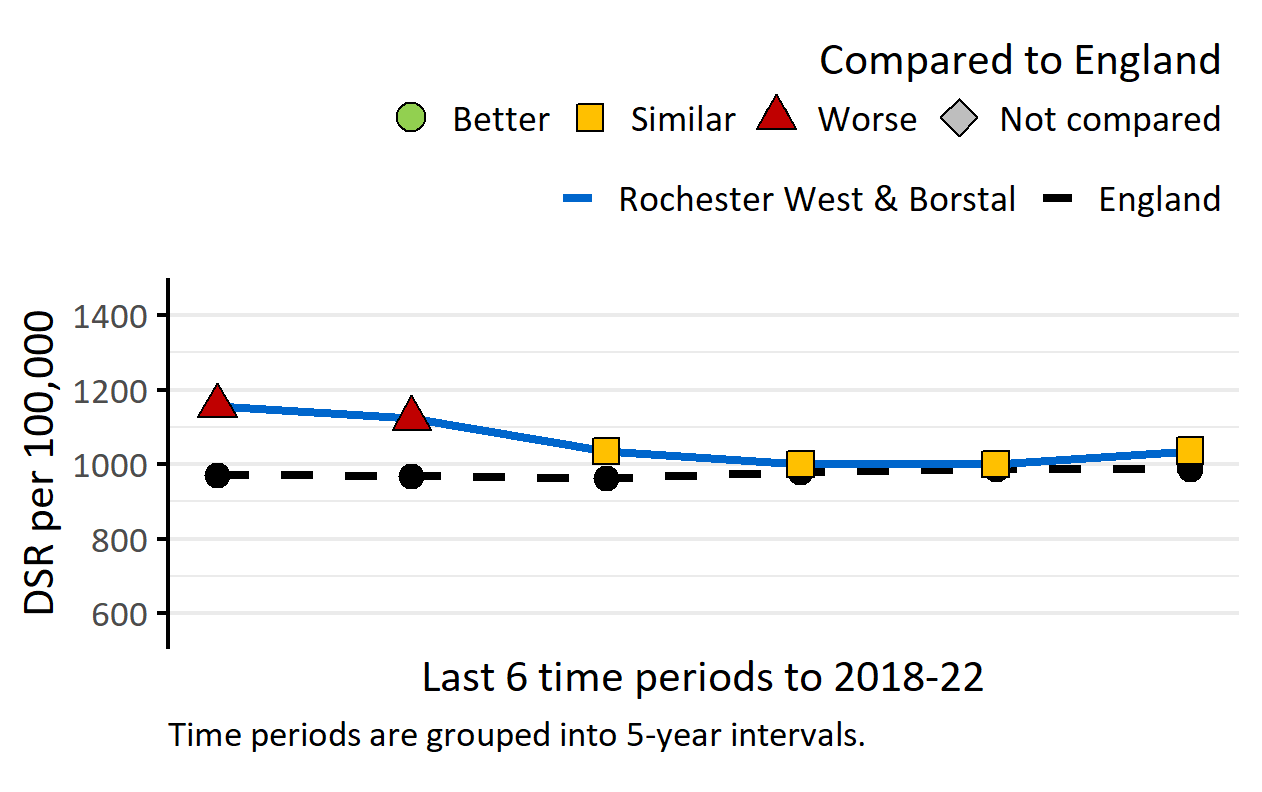 Compared to England
Better Similar Worse Not compared
Rochester West & Borstal England
DSR per 100,000
1400
1200
1000
800
600
Last 6 time periods to 2018-22
Time periods are grouped into 5-year intervals.